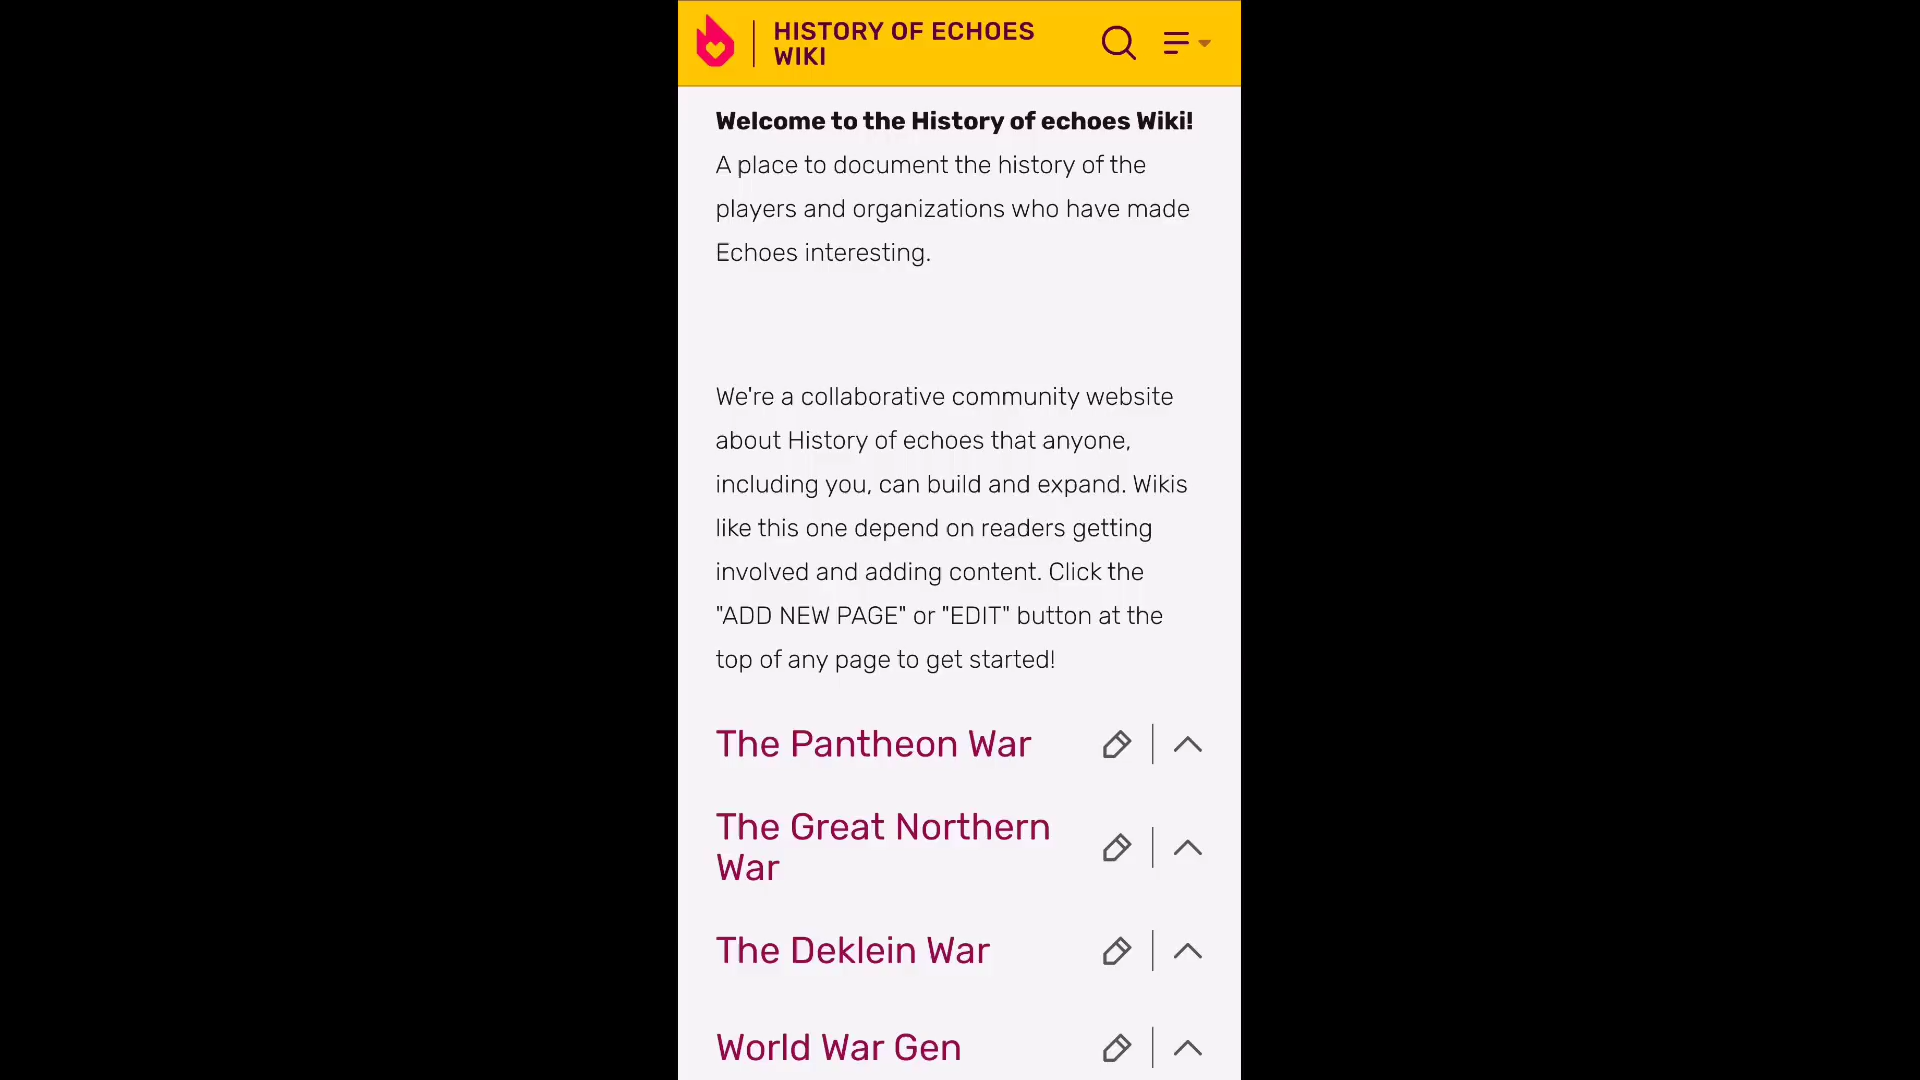 HISTORY OF ECHOES
WIKI
Welcome to the History of echoes Wiki!
A place to document the history of the
players and organizations who have made
Echoes interesting.
We're a collaborative community website
about History of echoes that anyone,
including you, can build and expand. Wikis
like this one depend on readers getting
involved and adding content. Click the
"ADD NEW PAGE" or "EDIT" button at the
top of any page to get started!
The Pantheon War
The Great Northern
War
The Deklein War
World War Gen